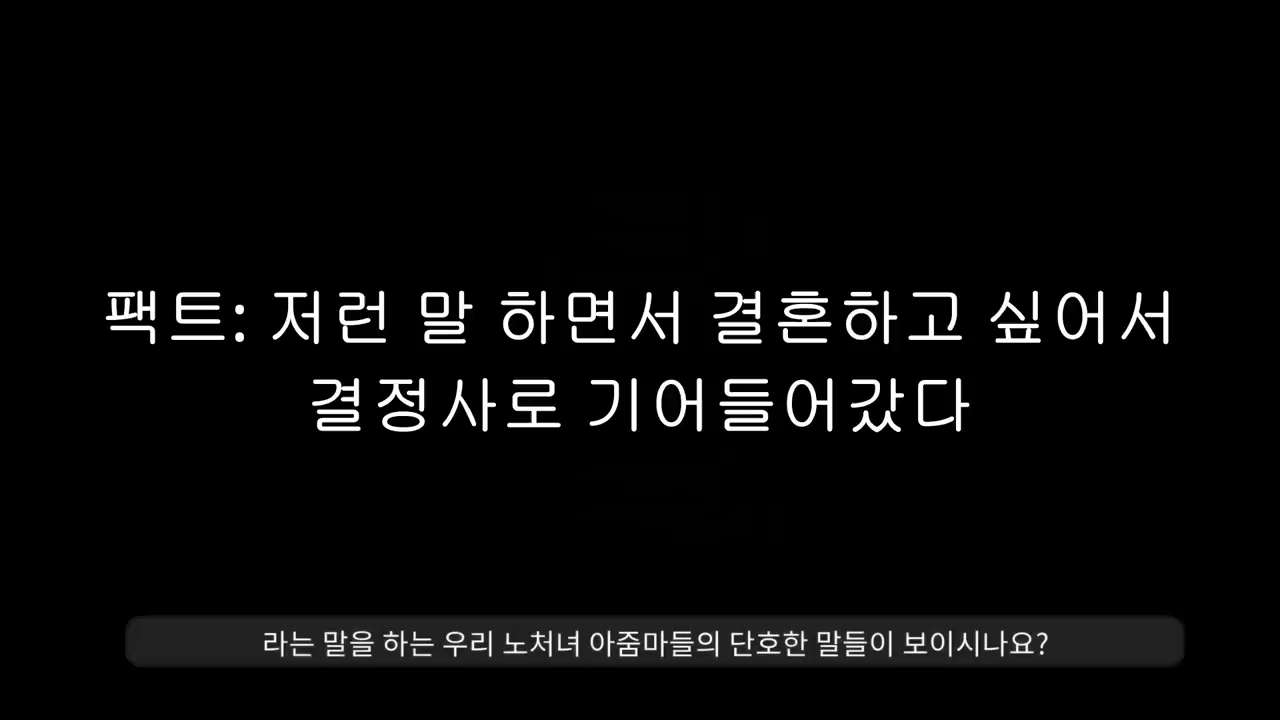 팩트: 저런 말 하면서 결혼하고 싶어서
결정사로 기어들어갔다
라는 말을 하는 우리 노처녀 아줌마들의 단호한 말들이 보이시나요?